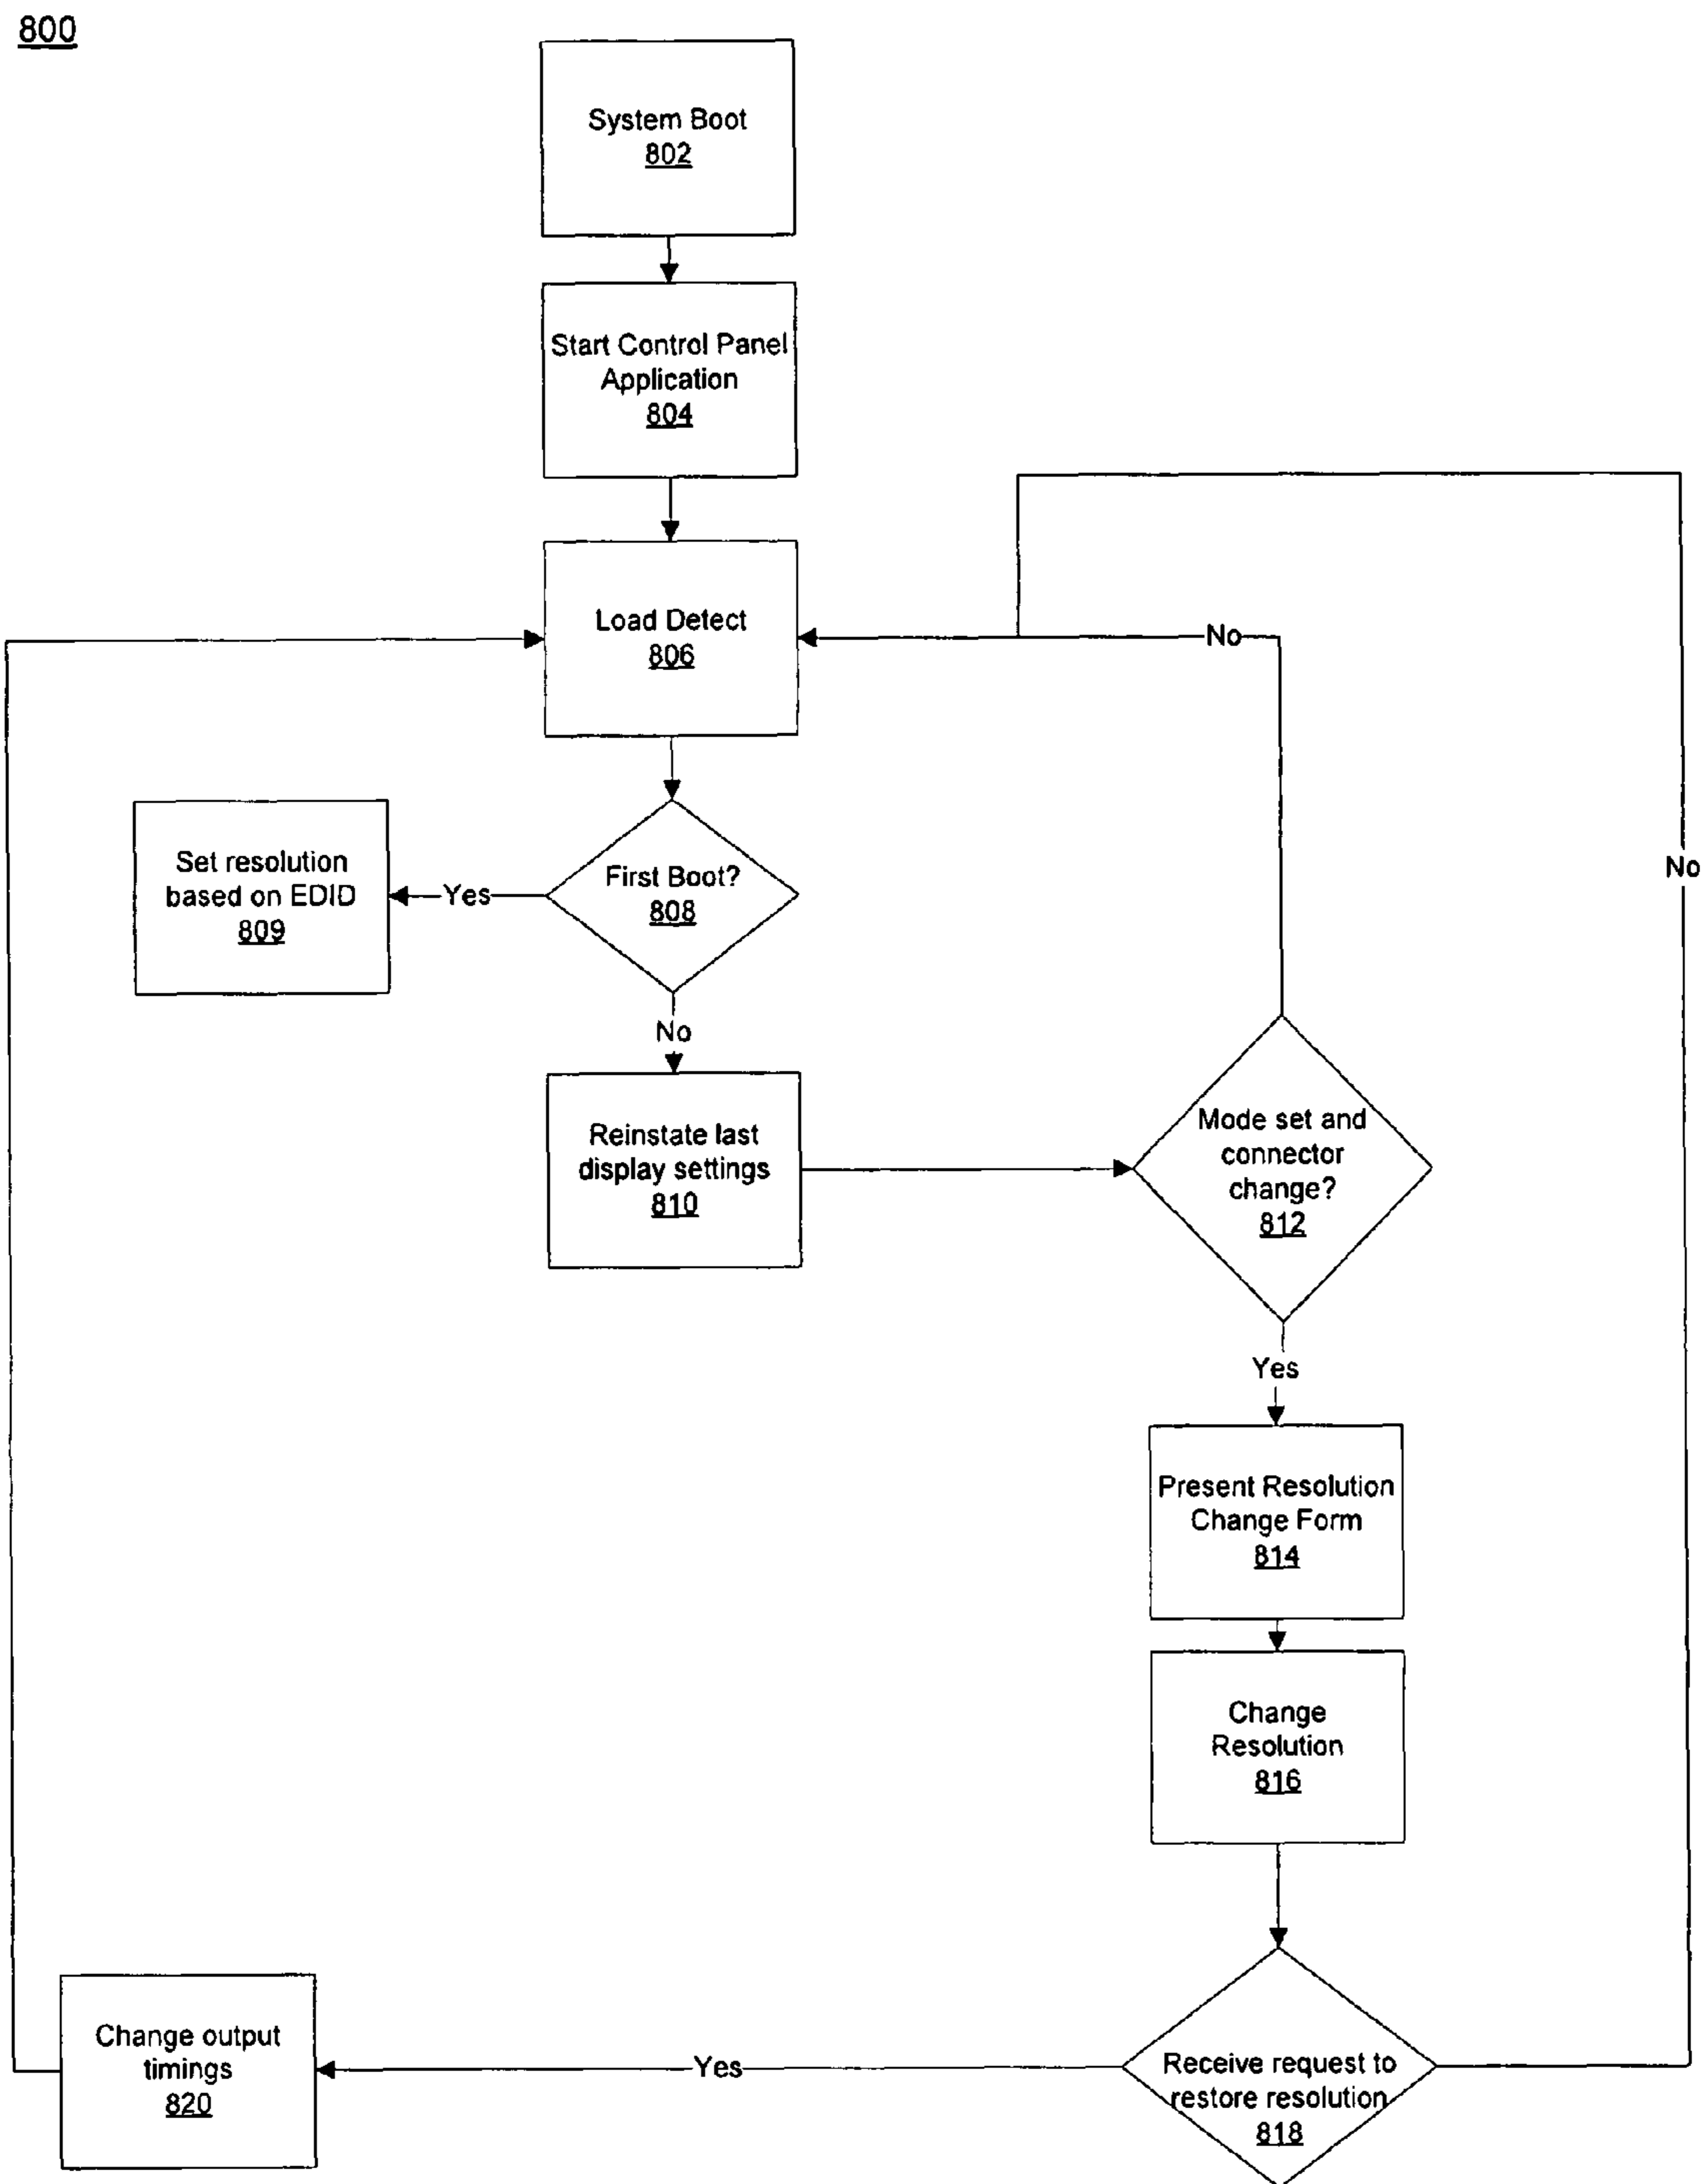 800
System Boot
802
Start Control Panel
Application
804
Load Detect
806
No
No
Set resolution
based on EDID
809
Yes
First Boot?
808
No
Reinstate last
display settings
810
Mode set and
connector
change?
812
Yes
Present Resolution
Change Form
814
Change
Resolution
816
Change output
timings
820
Yes
Receive request to
restore resolution
818